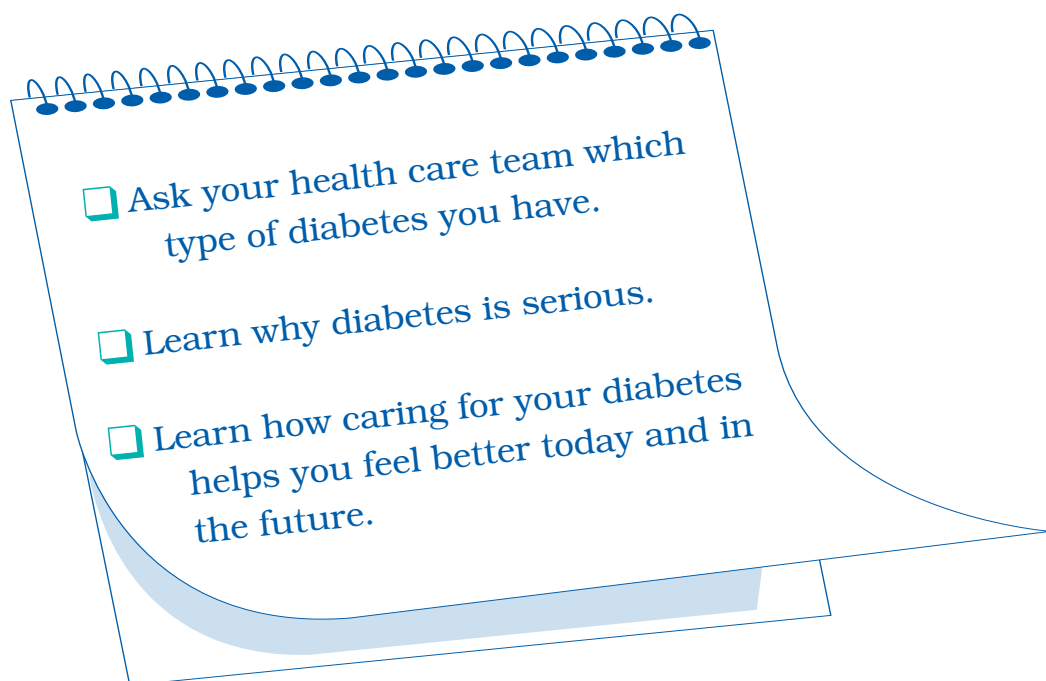 Ask your health care team which
type of diabetes you have.
Learn why diabetes is serious.
Learn how caring for your diabetes
helps you feel better today and in
the future.